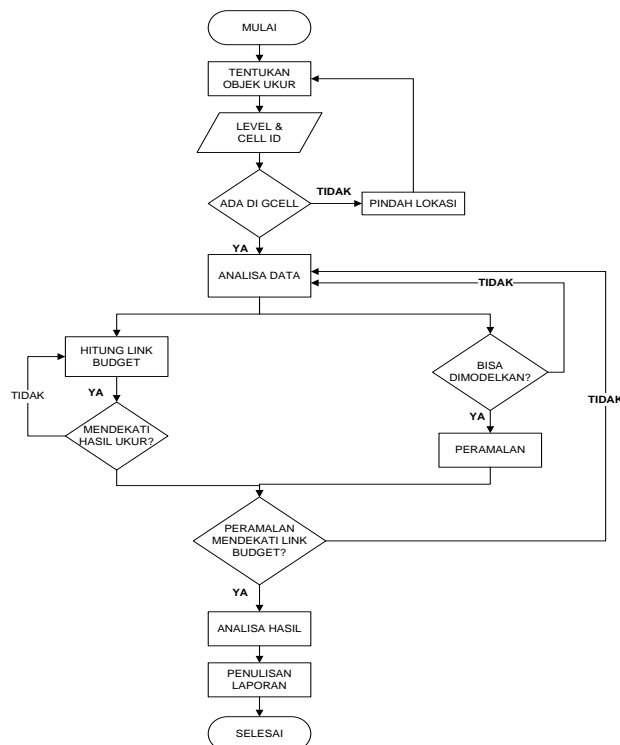 MULAI
TENTUKAN
OBJEK UKUR
LEVEL &
CELL ID
ADA DI GCELL
TIDAK
PINDAH LOKASI
YA
ANALISA DATA
TIDAK
HITUNG LINK
BUDGET
BISA
DIMODELKAN?
TIDAK
YA
TIDAK
MENDEKATI
HASIL UKUR?
YA
PERAMALAN
PERAMALAN
MENDEKATI LINK
BUDGET?
YA
ANALISA HASIL
PENULISAN
LAPORAN
SELESAI